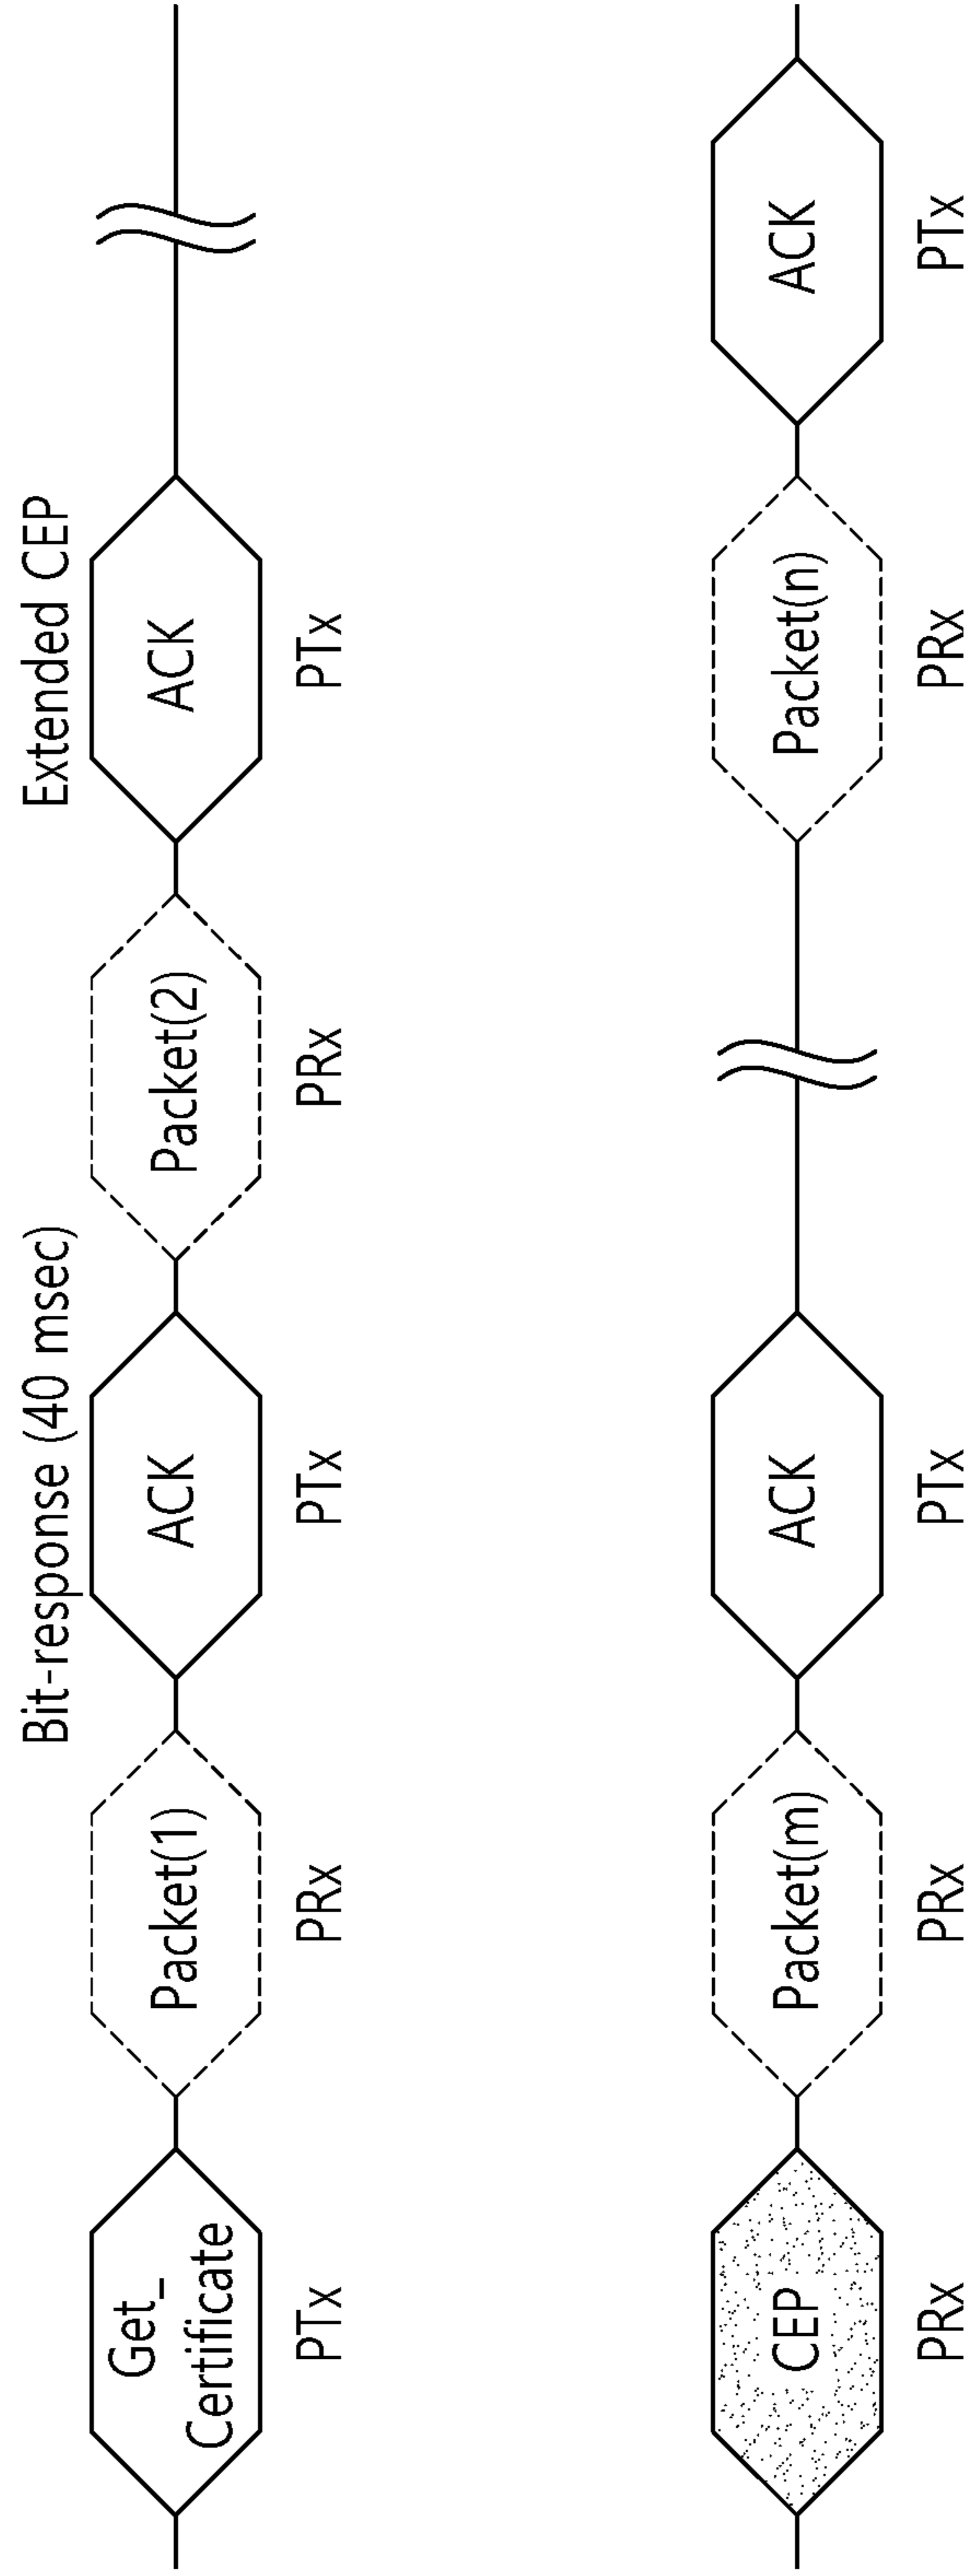 Bit-response (40 msec)
Extended CEP
Get_
Certificate
Packet(1)
ACK
Packet(2)
ACK
PTx
PRx
PTx
PRx
PTx
CEP
Packet(m)
ACK
Packet(n)
ACK
PRx
PRx
PTx
PRx
PTx